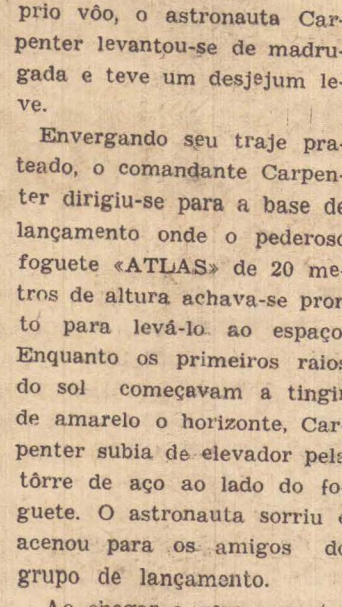 prio vôo, o astronauta Car-
penter levantou-se de madru-
gada e teve um desjejum le-
ve.
Envergando seu traje pra-
teado, o comandante Carpen-
ter dirigiu-se para a base de
lançamento onde o pederoso
foguete «ATLAS» de 20 me-
tros de altura achava-se pron
to para levá-lo ao espaço
Enquanto os primeiros raios
do sol começavam a tingir
de amarelo o horizonte, Car-
penter subia de elevador pela
tôrre de aço ao lado do fo-
guete. O astronauta sorriu e
acenou para os amigos do
grupo de lançamento.
Ao chegar